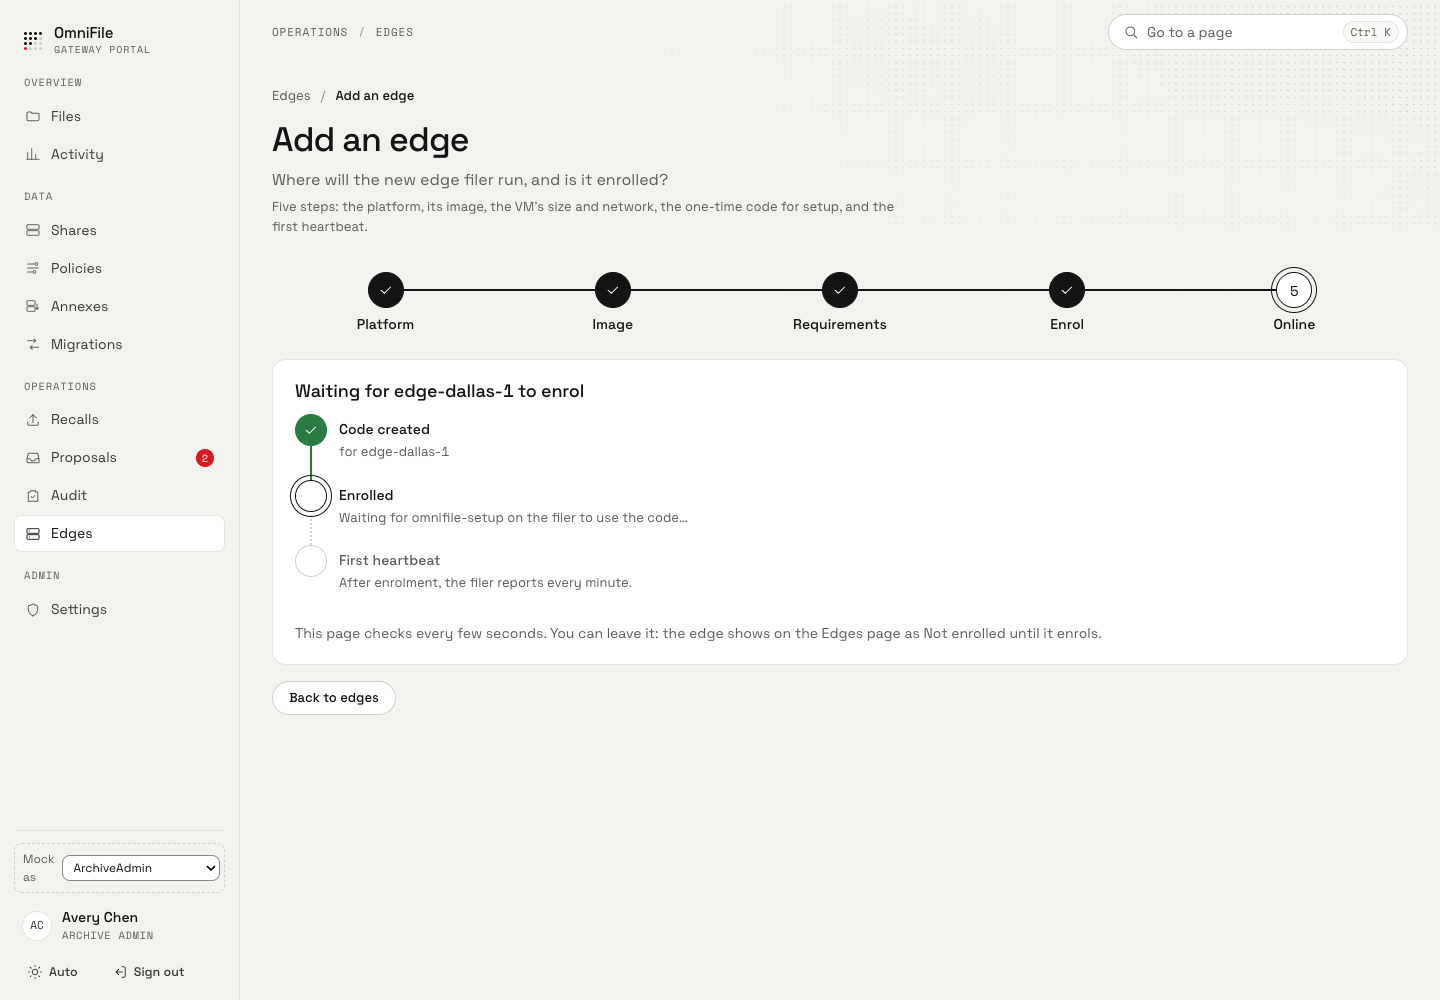 OmniFile
GATEWAY PORTAL
OVERVIEW
Files
Activity
DATA
Shares
Policies
Annexes
Migrations
OPERATIONS
Recalls
Proposals 2
Audit
Edges
ADMIN
Settings
Mock as
ArchiveAdmin
AC
Avery Chen
ARCHIVE ADMIN
Auto
Sign out
OPERATIONS / EDGES
Go to a page
Ctrl K
Edges / Add an edge
Add an edge
Where will the new edge filer run, and is it enrolled?
Five steps: the platform, its image, the VM's size and network, the one-time code for setup, and the
first heartbeat.
5
Platform
Image
Requirements
Enrol
Online
Waiting for edge-dallas-1 to enrol
Code created
for edge-dallas-1
Enrolled
Waiting for omnifile-setup on the filer to use the code…
First heartbeat
After enrolment, the filer reports every minute.
This page checks every few seconds. You can leave it: the edge shows on the Edges page as Not enrolled until it enrols.
Back to edges